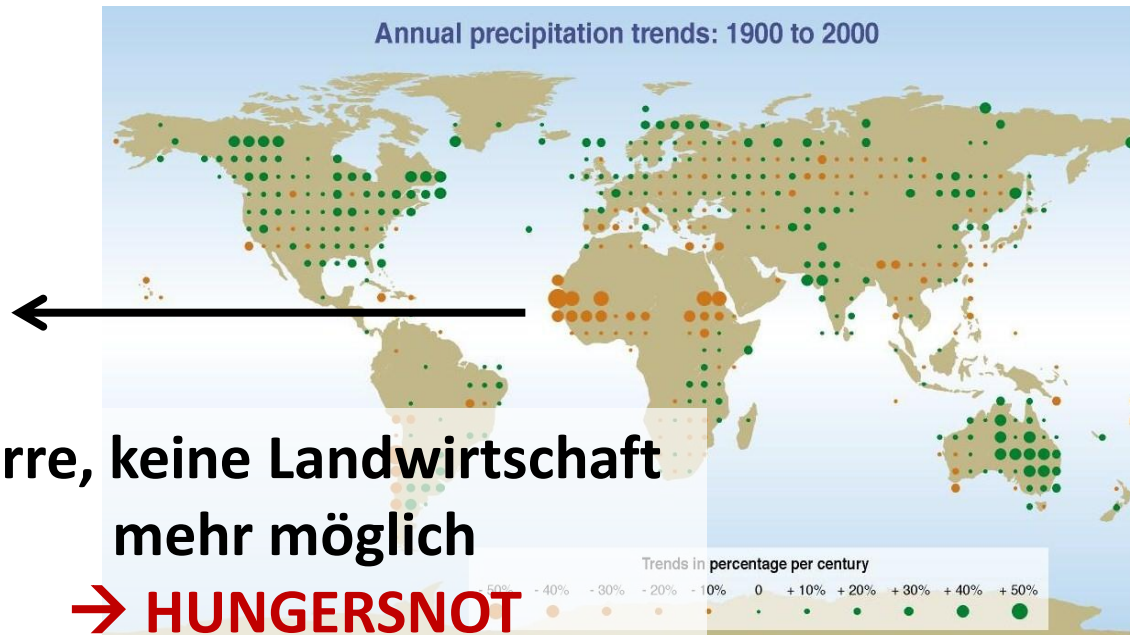 Annual precipitation trends: 1900 to 2000
rre, keine Landwirtschaft
mehr möglich
→ HUNGERSNOT
Trends in percentage per century
- 50% - 40% - 30% - 20% - 10% 0 + 10% + 20% + 30% + 40% + 50%